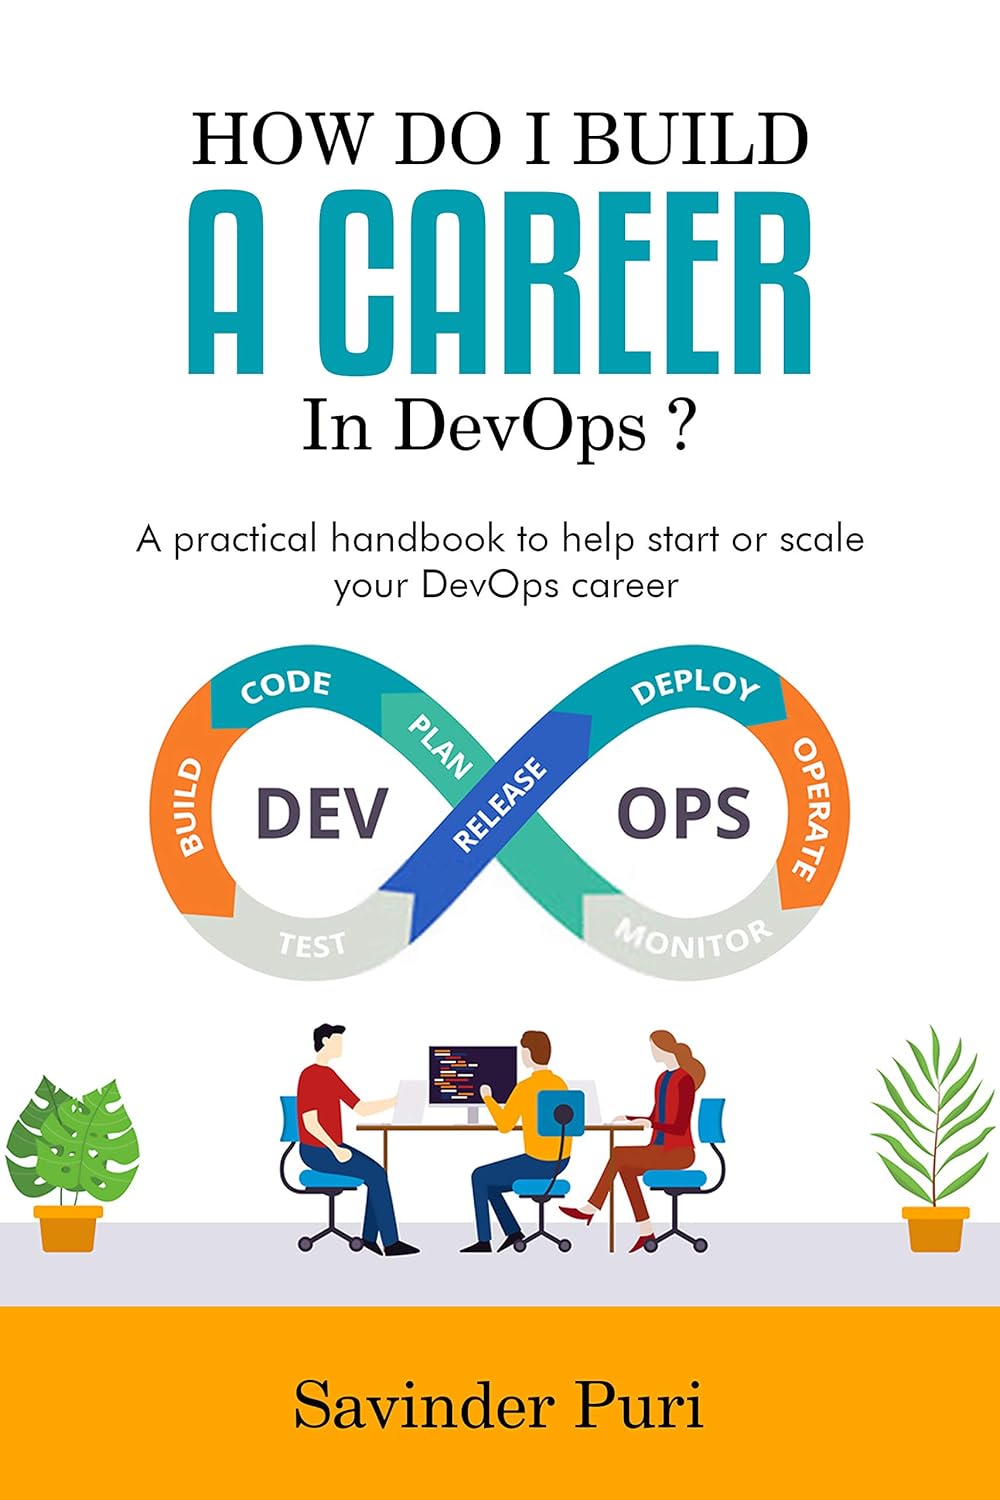 HOW DO I BUILD
A CAREER
In DevOps ?
A practical handbook to help start or scale
your DevOps career
CODE
DEPLOY
PLAN
BUILD
DEV
RELEASE
OPS
OPERATE
TEST
MONITOR
Savinder Puri